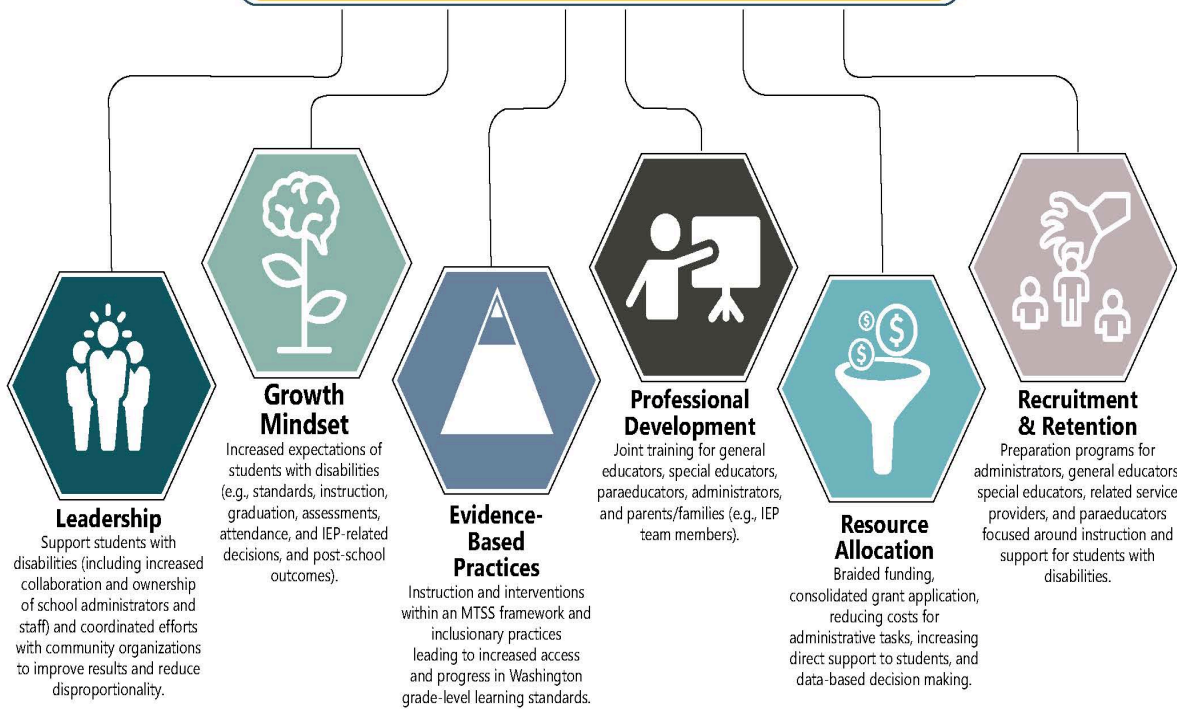 Leadership
Support students with
disabilities (including increased
collaboration and ownership
of school administrators and
staff) and coordinated efforts
with community organizations
to improve results and reduce
disproportionality.
Growth
Mindset
Increased expectations of
students with disabilities
(e.g., standards, instruction,
graduation, assessments,
attendance, and IEP-related
decisions, and post-school
outcomes).
Evidence-
Based
Practices
Instruction and interventions
within an MTSS framework and
inclusionary practices
leading to increased access
and progress in Washington
grade-level learning standards.
Professional
Development
Joint training for general
educators, special educators,
paraeducators, administrators,
and parents/families (e.g., IEP
team members).
$
$
$
Resource
Allocation
Braided funding,
consolidated grant application,
reducing costs for
administrative tasks, increasing
direct support to students, and
data-based decision making.
Recruitment
& Retention
Preparation programs for
administrators, general educators
special educators, related service
providers, and paraeducators
focused around instruction and
support for students with
disabilities.